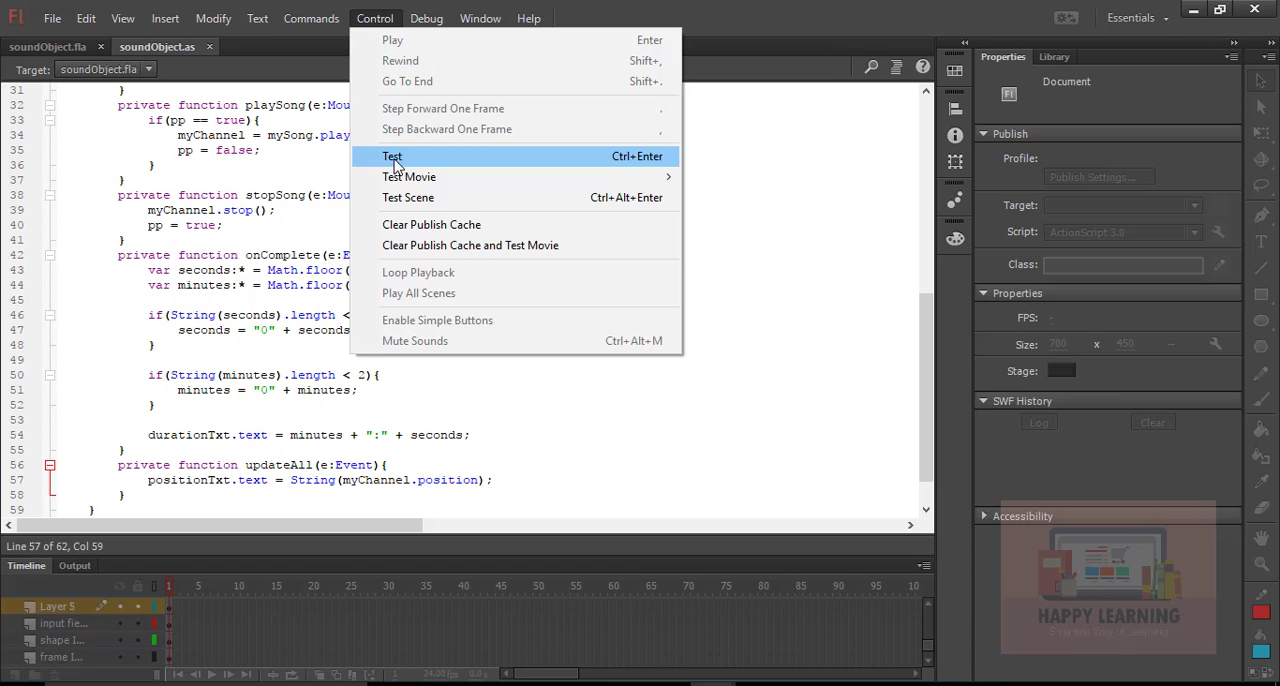 Fl File Edit View Insert Modify Text Commands Control Debug Window Help Essentials
soundObject.fla × soundObject.as ×
Target: soundObject.fla
Play Enter
Rewind Shift+,
Go To End Shift+.
Step Forward One Frame .
Step Backward One Frame ,
Test Ctrl+Enter
Test Movie >
Test Scene Ctrl+Alt+Enter
Clear Publish Cache
Clear Publish Cache and Test Movie
Loop Playback
Play All Scenes
Enable Simple Buttons
Mute Sounds Ctrl+Alt+M
31 }
32 private function playSong(e:Mou
33 if(pp == true){
34 myChannel = mySong.play
35 pp = false;
36 }
37 }
38 private function stopSong(e:Mou
39 myChannel.stop();
40 pp = true;
41 }
42 private function onComplete(e:E
43 var seconds:* = Math.floor(
44 var minutes:* = Math.floor(
45
46 if(String(seconds).length <
47 seconds = "0" + seconds
48 }
49
50 if(String(minutes).length < 2){
51 minutes = "0" + minutes;
52 }
53
54 durationTxt.text = minutes + ":" + seconds;
55 }
56 private function updateAll(e:Event){
57 positionTxt.text = String(myChannel.position);
58 }
59 }
Line 57 of 62, Col 59
Timeline Output
1 5 10 15 20 25 30 35 40 45 50 55 60 65 70 75 80 85 90 95 10
Layer 5
input fie...
shape I...
frame I...
1 24.00 fps 0.0 s
Properties Library
Fl Document
Publish
Profile:
Publish Settings...
Target:
Script: ActionScript 3.0
Class:
Properties
FPS: -
Size: 700 x 450
Stage:
SWF History
Log Clear
Accessibility
HAPPY LEARNING
Smartest Way of Learning